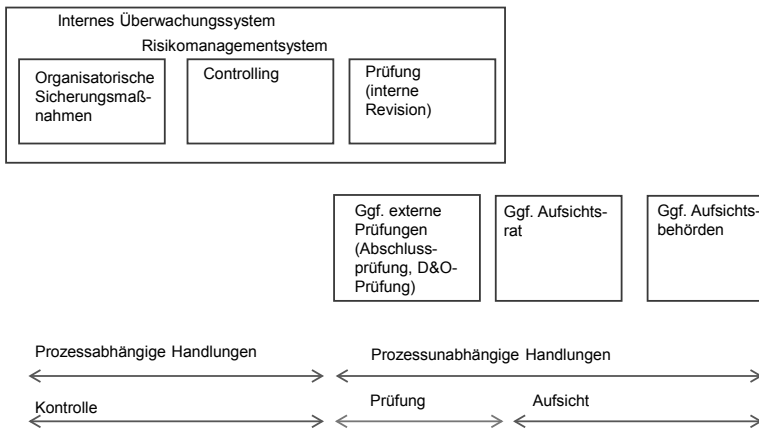 Internes Überwachungssystem
Risikomanagementsystem
Organisatorische
Sicherungsmaß-
nahmen
Controlling
Prüfung
(interne
Revision)
Ggf. externe
Prüfungen
(Abschluss-
prüfung, D&O-
Prüfung)
Ggf. Aufsichts-
rat
Ggf. Aufsichts-
behörden
Prozessabhängige Handlungen
Prozessunabhängige Handlungen
Kontrolle
Prüfung
Aufsicht